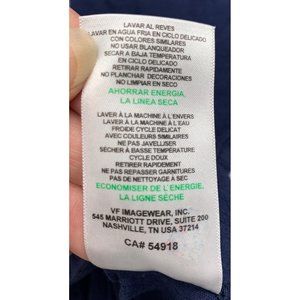 LAVAR AL REVES
LAVAR EN AGUA FRIA EN CICLO DELICADO
CON COLORES SIMILARES
NO USAR BLANQUEADOR
SECAR A BAJA TEMPERATURA
EN CICLO DELICADO
RETIRAR RAPIDAMENTE
NO PLANCHAR DECORACIONES
NO LIMPIAR EN SECO
AHORRAR ENERGIA,
LA LINEA SECA
LAVER À LA MACHINE À L'ENVERS
LAVER À LA MACHINE À L'EAU
FROIDE CYCLE DELICAT
AVEC COULEURS SIMILAIRES
NE PAS JAVELLISER
SÉCHER À BASSE TEMPÉRATURE
CYCLE DOUX
RETIRER RAPIDEMENT
NE PAS REPASSER GARNITURES
PAS DE NETTOYAGE À SEC
ECONOMISER DE L'ENERGIE,
LA LIGNE SÈCHE
VF IMAGEWEAR, INC.
545 MARRIOTT DRIVE, SUITE 200
NASHVILLE, TN USA 37214
CA# 54918